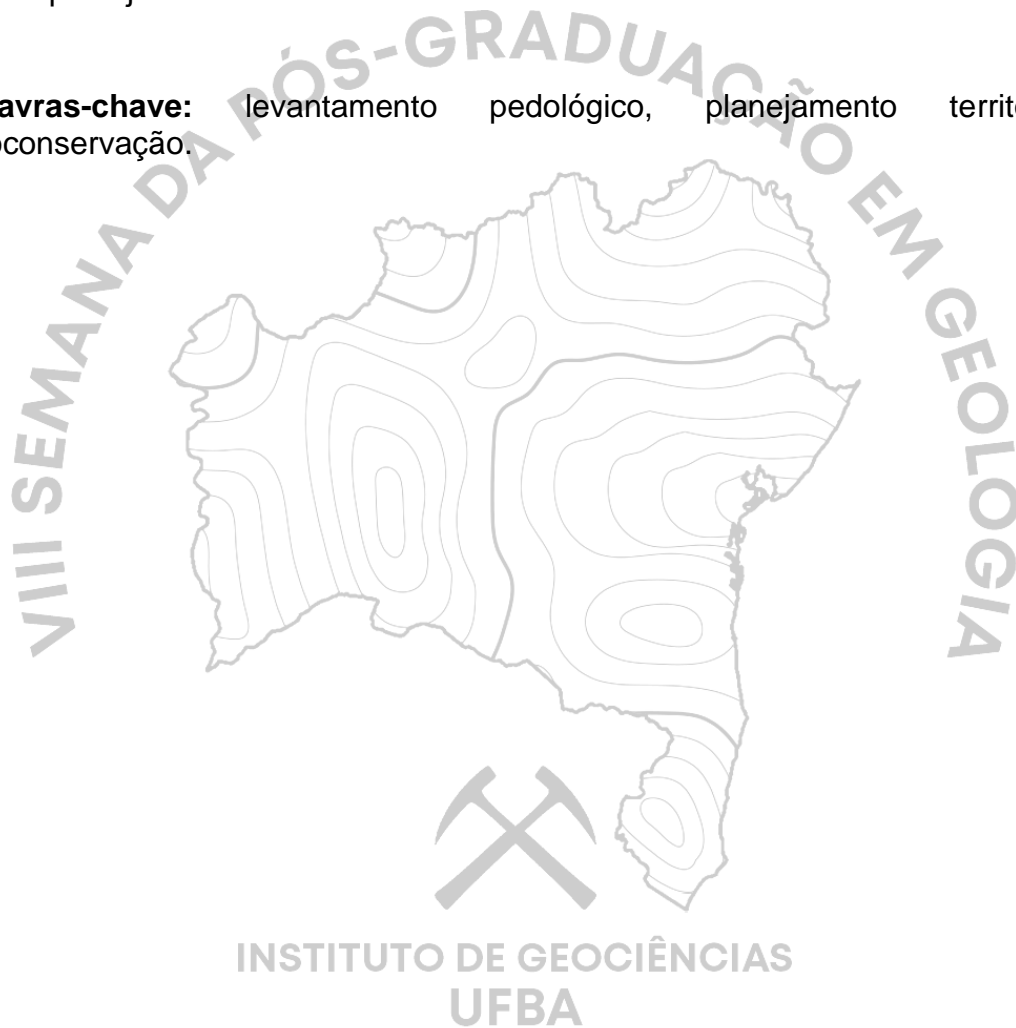 VIII SEMANA DA PÓS-GRADUAÇÃO EM GEOLOGIA
avras-chave: levantamento pedológico, planejamento territ
oconservação.
INSTITUTO DE GEOCIÊNCIAS
UFBA